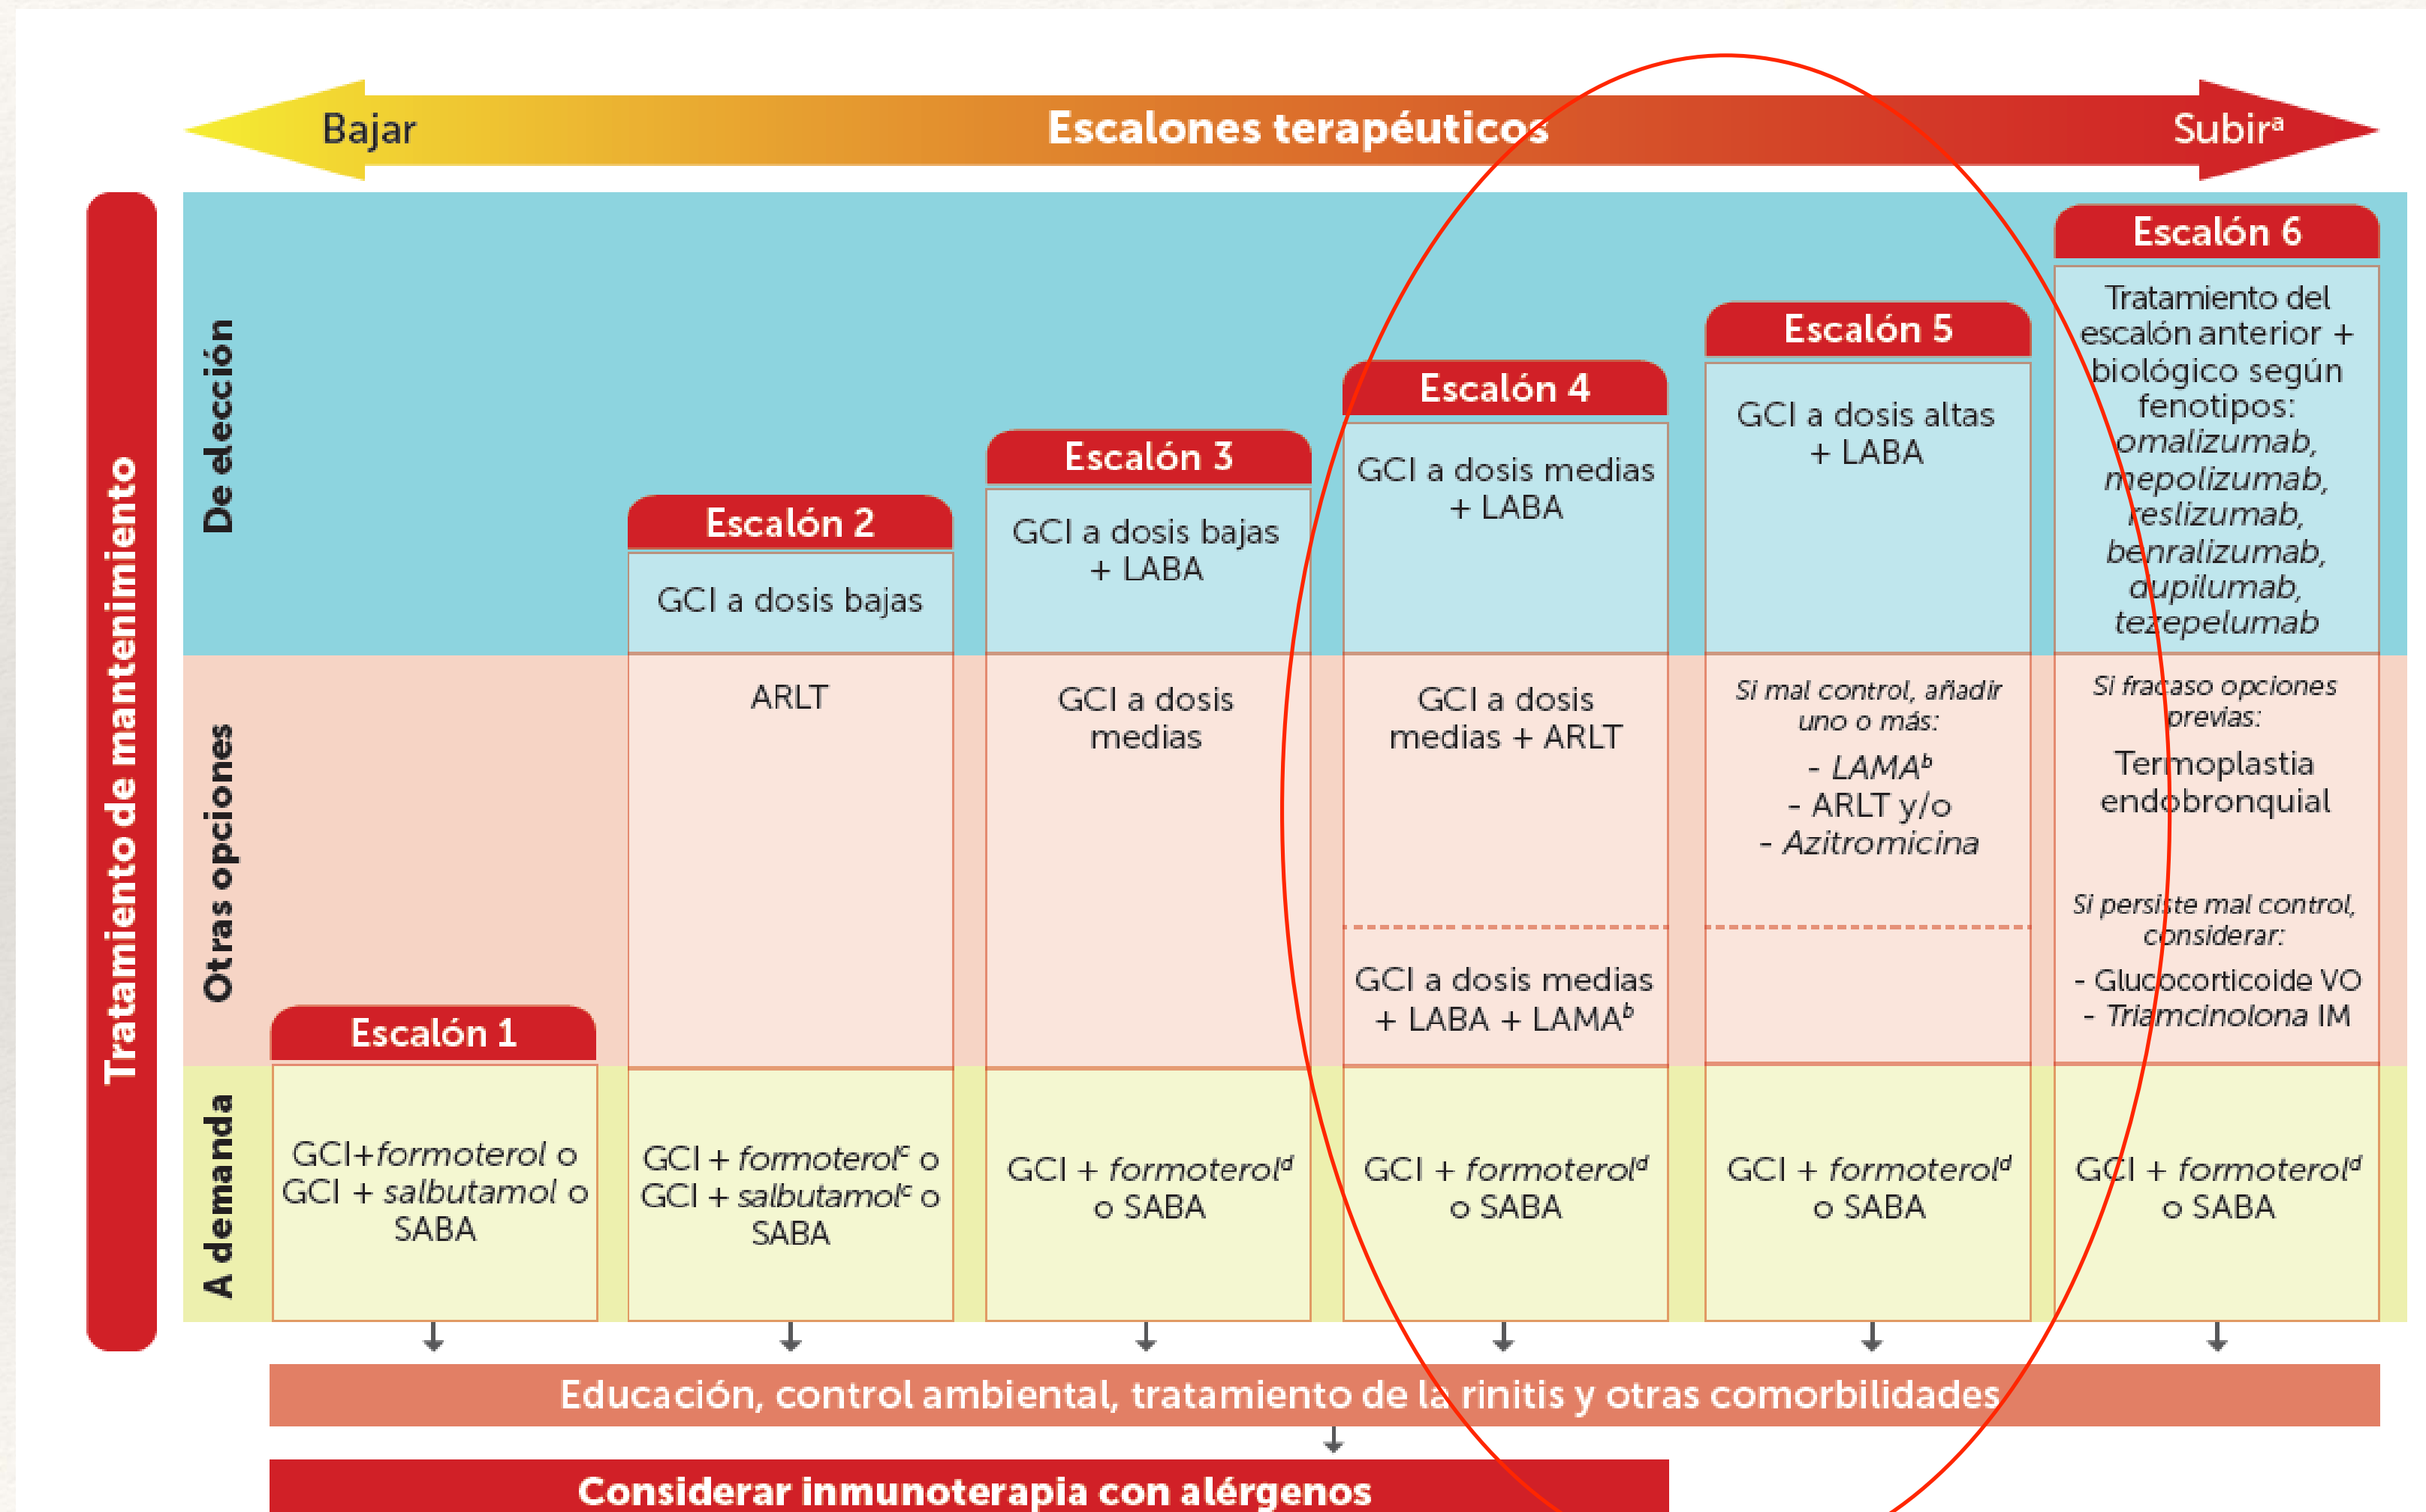 Bajar
Escalones terapéuticos
Subirª
Tratamiento de mantenimiento
De elección
Otras opciones
A demanda
Escalón 1
GCI+formoterol o
GCI + salbutamol o
SABA
Escalón 2
GCI a dosis bajas
ARLT
GCI + formoterolᶜ o
GCI + salbutamolᶜ o
SABA
Escalón 3
GCI a dosis bajas
+ LABA
GCI a dosis
medias
GCI + formoterolᵈ
o SABA
Escalón 4
GCI a dosis medias
+ LABA
GCI a dosis
medias + ARLT
GCI a dosis medias
+ LABA + LAMAᵇ
GCI + formoterolᵈ
o SABA
Escalón 5
GCI a dosis altas
+ LABA
Si mal control, añadir
uno o más:
- LAMAᵇ
- ARLT y/o
- Azitromicina
GCI + formoterolᵈ
o SABA
Escalón 6
Tratamiento del
escalón anterior +
biológico según
fenotipos:
omalizumab,
mepolizumab,
reslizumab,
benralizumab,
dupilumab,
tezepelumab
Si fracaso opciones
previas:
Termoplastia
endobronquial
Si persiste mal control,
considerar:
- Glucocorticoide VO
- Triamcinolona IM
GCI + formoterolᵈ
o SABA
Educación, control ambiental, tratamiento de la rinitis y otras comorbilidades
Considerar inmunoterapia con alérgenos